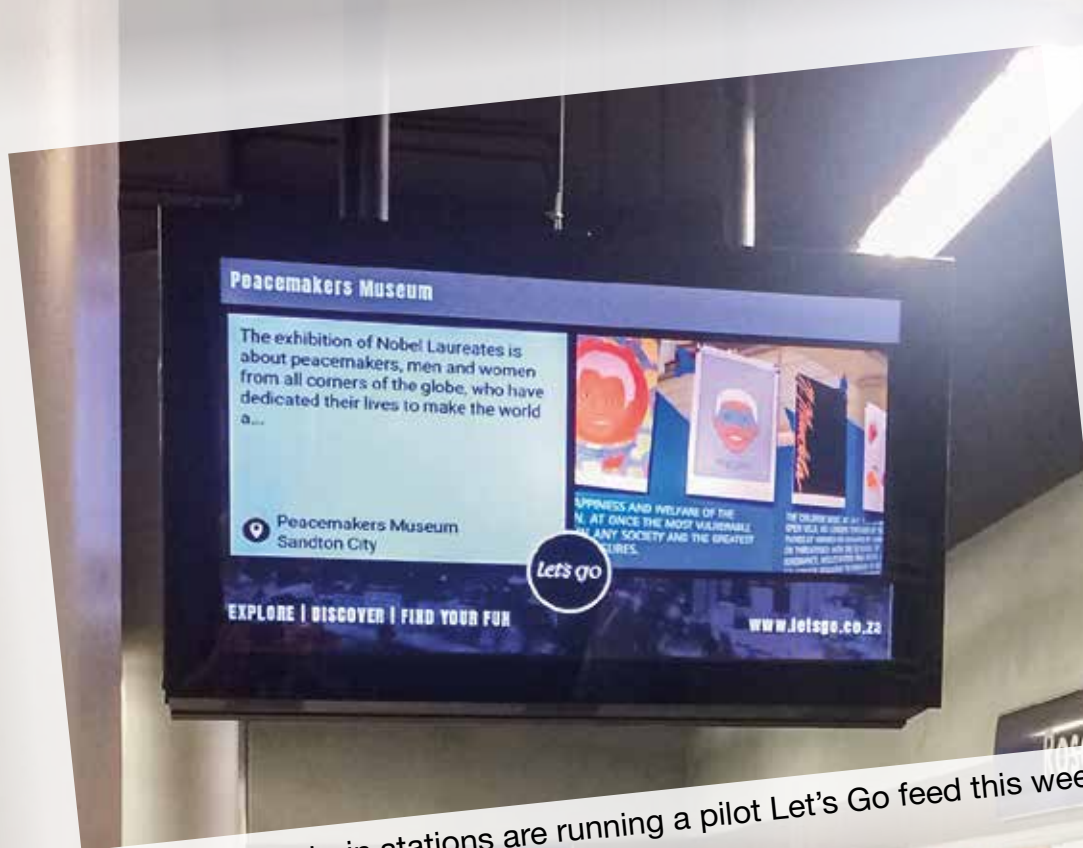 Peacemakers Museum
The exhibition of Nobel Laureates is
about peacemakers, men and women
from all corners of the globe, who have
dedicated their lives to make the world
a...
Peacemakers Museum
Sandton City
HAPPINESS AND WELFARE OF THE
N. AT ONCE THE MOST VULNERABLE
ANY SOCIETY AND THE GREATEST
Let's go
EXPLORE | DISCOVER | FIND YOUR FUN
www.letsgo.co.za
stations are running a pilot Let's Go feed this wee